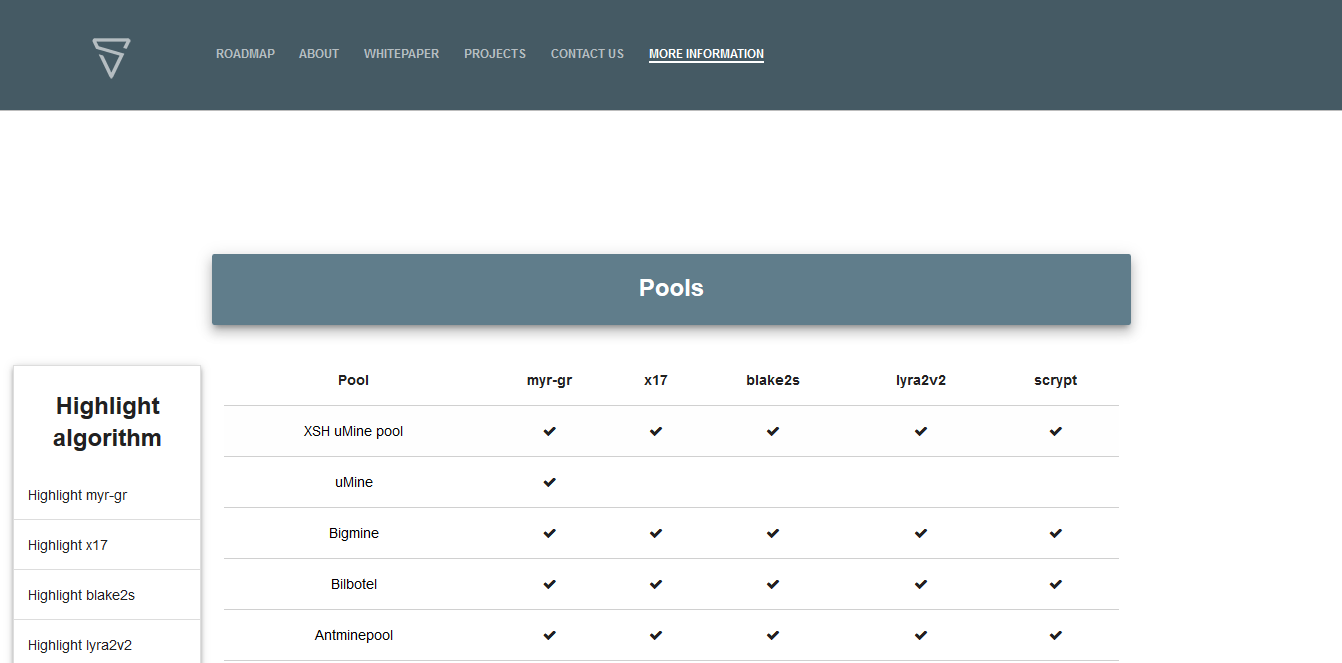 ROADMAP ABOUT WHITEPAPER PROJECTS CONTACT US MORE INFORMATION
Pools
Highlight
algorithm
Highlight myr-gr
Highlight x17
Highlight blake2s
Highlight lyra2v2
Pool myr-gr x17 blake2s lyra2v2 scrypt
XSH uMine pool ✔ ✔ ✔ ✔ ✔
uMine ✔
Bigmine ✔ ✔ ✔ ✔ ✔
Bilbotel ✔ ✔ ✔ ✔ ✔
Antminepool ✔ ✔ ✔ ✔ ✔